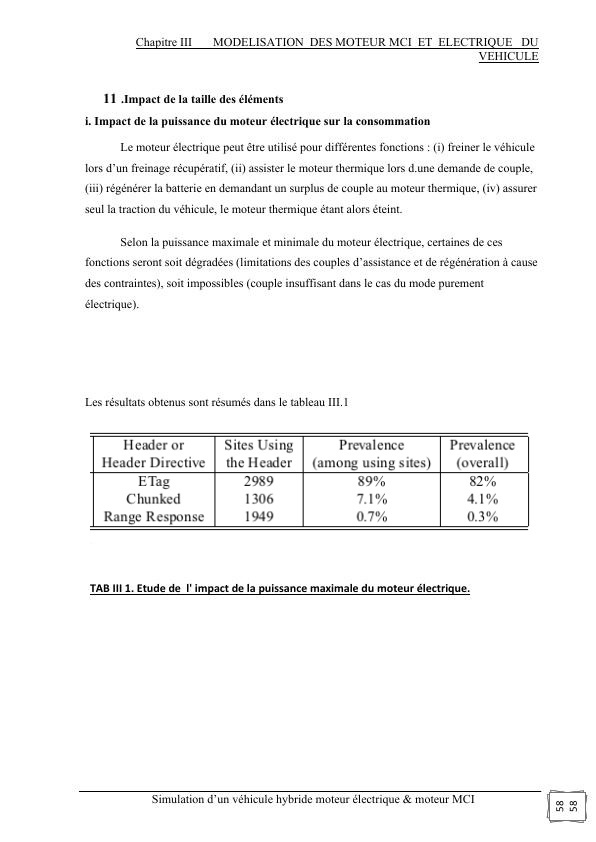 Chapitre III MODELISATION DES MOTEUR MCI ET ELECTRIQUE DU
VEHICULE
11 .Impact de la taille des éléments
i. Impact de la puissance du moteur électrique sur la consommation
Le moteur électrique peut être utilisé pour différentes fonctions : (i) freiner le véhicule
lors d’un freinage récupératif, (ii) assister le moteur thermique lors d.une demande de couple,
(iii) régénérer la batterie en demandant un surplus de couple au moteur thermique, (iv) assurer
seul la traction du véhicule, le moteur thermique étant alors éteint.
Selon la puissance maximale et minimale du moteur électrique, certaines de ces
fonctions seront soit dégradées (limitations des couples d’assistance et de régénération à cause
des contraintes), soit impossibles (couple insuffisant dans le cas du mode purement
électrique).
Les résultats obtenus sont résumés dans le tableau III.1
Header or Sites Using Prevalence Prevalence
Header Directive the Header (among using sites) (overall)
ETag 2989 89% 82%
Chunked 1306 7.1% 4.1%
Range Response 1949 0.7% 0.3%
TAB III 1. Etude de l' impact de la puissance maximale du moteur électrique.
Simulation d’un véhicule hybride moteur électrique & moteur MCI
58
58